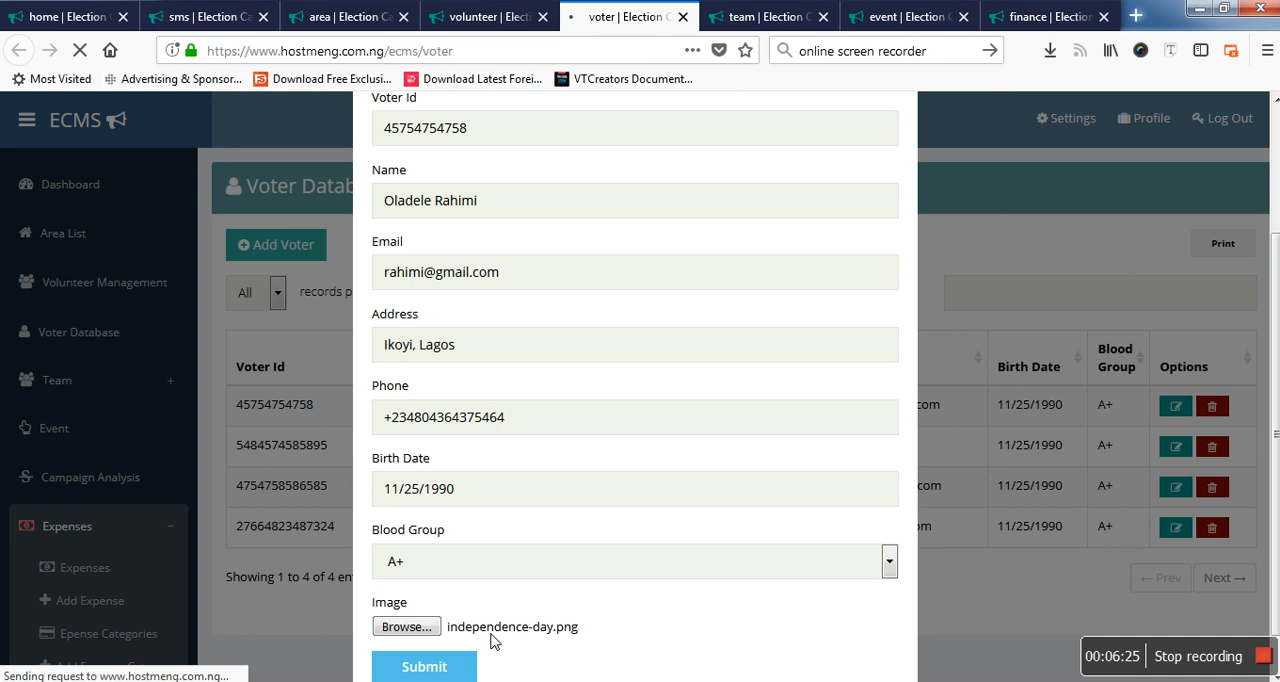 home | Election C
sms | Election Ca
area | Election Ca
volunteer | Electi
voter | Election C
team | Election C
event | Election C
finance | Election
https://www.hostmeng.com.ng/ecms/voter
online screen recorder
Most Visited
Advertising & Sponsor...
Download Free Exclusi...
Download Latest Forei...
VTCreators Document...
ECMS
Settings
Profile
Log Out
Dashboard
Area List
Volunteer Management
Voter Database
Team +
Event
Campaign Analysis
Expenses −
Expenses
Add Expense
Epense Categories
Voter Datab
Add Voter
Print
All
records p
Voter Id
Birth Date
Blood Group
Options
45754754758 com 11/25/1990 A+
5484574585895 11/25/1990 A+
4754758586585 com 11/25/1990 A+
27664823487324 om 11/25/1990 A+
Showing 1 to 4 of 4 en
← Prev
Next →
Voter Id
45754754758
Name
Oladele Rahimi
Email
rahimi@gmail.com
Address
Ikoyi, Lagos
Phone
+234804364375464
Birth Date
11/25/1990
Blood Group
A+
Image
Browse... independence-day.png
Submit
Sending request to www.hostmeng.com.ng...
00:06:25 Stop recording